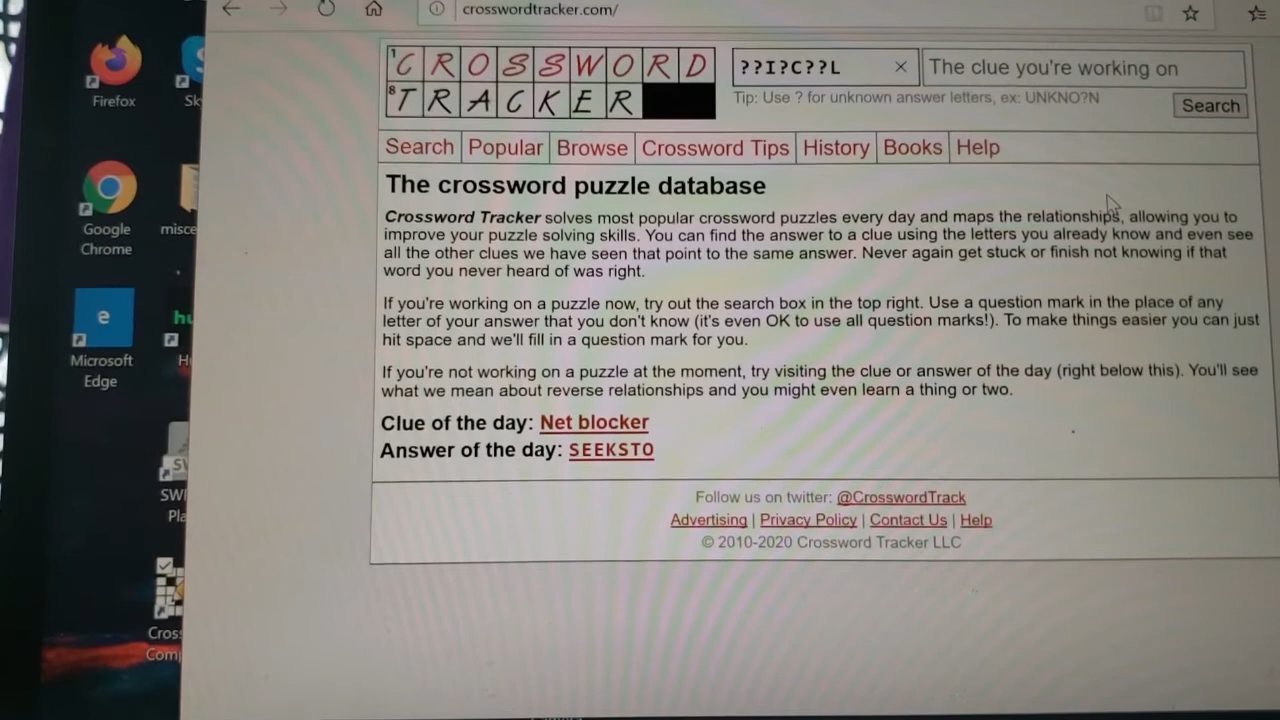 crosswordtracker.com/
Firefox
Sk
Google
Chrome
misce
Microsoft
Edge
hu
H
SW
Pla
Cros
Com
1 CROSSWORD
8 TRACKER
??I?C??L ×
The clue you're working on
Tip: Use ? for unknown answer letters, ex: UNKNO?N
Search
Search Popular Browse Crossword Tips History Books Help
The crossword puzzle database
Crossword Tracker solves most popular crossword puzzles every day and maps the relationships, allowing you to
improve your puzzle solving skills. You can find the answer to a clue using the letters you already know and even see
all the other clues we have seen that point to the same answer. Never again get stuck or finish not knowing if that
word you never heard of was right.
If you're working on a puzzle now, try out the search box in the top right. Use a question mark in the place of any
letter of your answer that you don't know (it's even OK to use all question marks!). To make things easier you can just
hit space and we'll fill in a question mark for you.
If you're not working on a puzzle at the moment, try visiting the clue or answer of the day (right below this). You'll see
what we mean about reverse relationships and you might even learn a thing or two.
Clue of the day: Net blocker
Answer of the day: SEEKSTO
Follow us on twitter: @CrosswordTrack
Advertising | Privacy Policy | Contact Us | Help
© 2010-2020 Crossword Tracker LLC